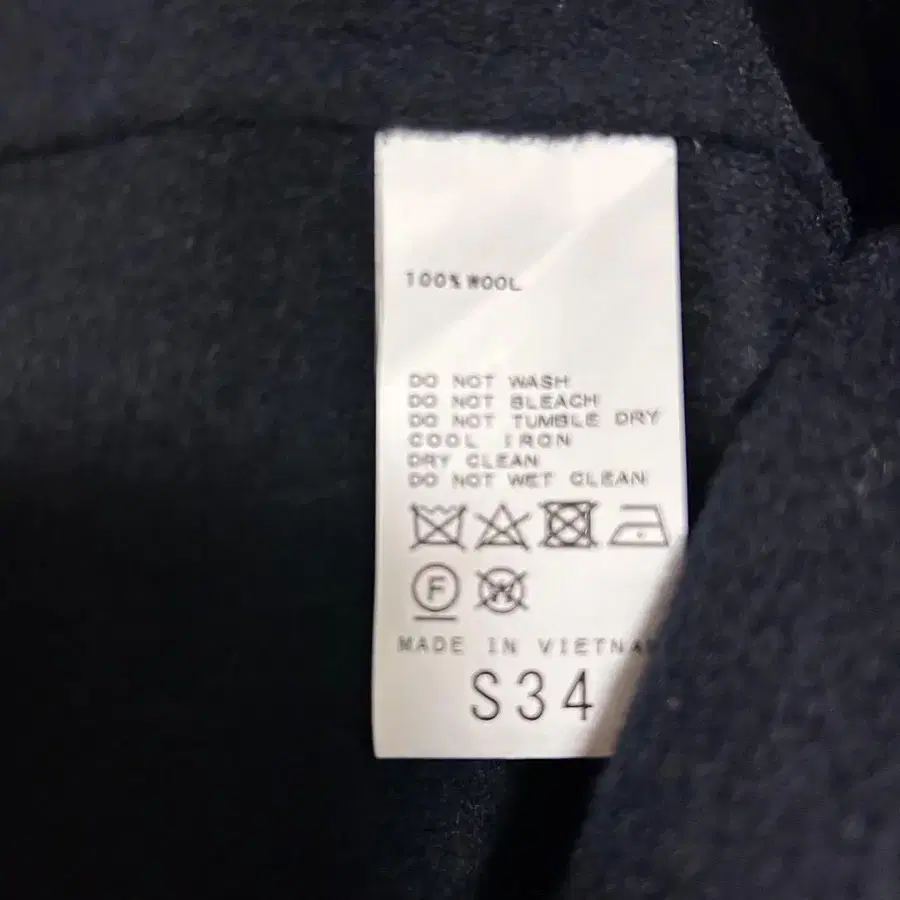 100% WOOL
DO NOT WASH
DO NOT BLEACH
DO NOT TUMBLE DRY
COOL IRON
DRY CLEAN
DO NOT WET CLEAN
F
W
MADE IN VIETNA
S34